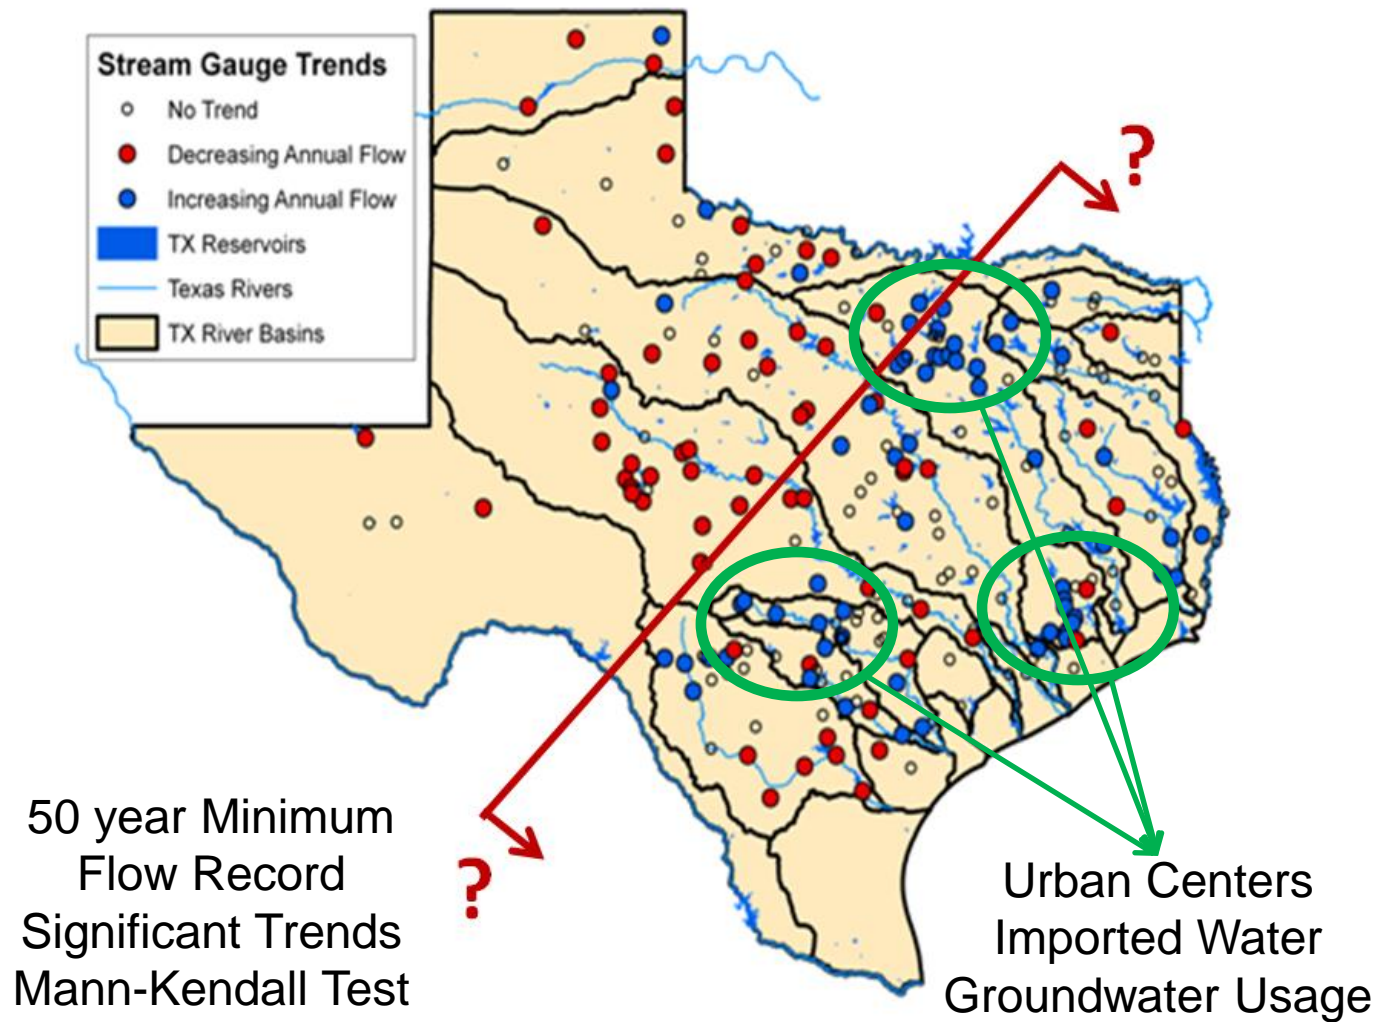 Stream Gauge Trends
No Trend
Decreasing Annual Flow
Increasing Annual Flow
TX Reservoirs
Texas Rivers
TX River Basins
?
?
50 year Minimum
Flow Record
Significant Trends
Mann-Kendall Test
Urban Centers
Imported Water
Groundwater Usage